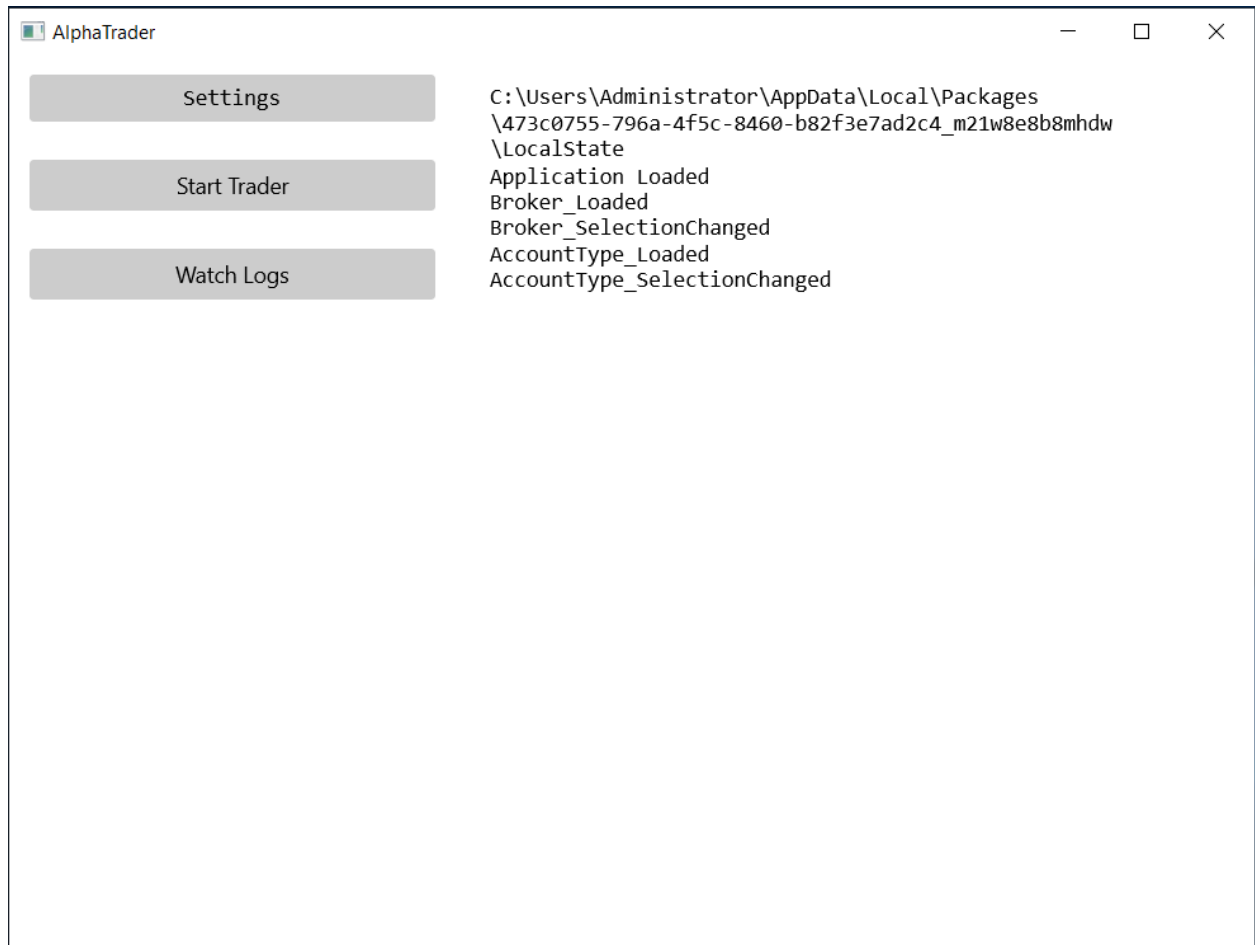 AlphaTrader
Settings
Start Trader
Watch Logs
C:\Users\Administrator\AppData\Local\Packages
\473c0755-796a-4f5c-8460-b82f3e7ad2c4_m21w8e8b8mhdw
\LocalState
Application Loaded
Broker_Loaded
Broker_SelectionChanged
AccountType_Loaded
AccountType_SelectionChanged